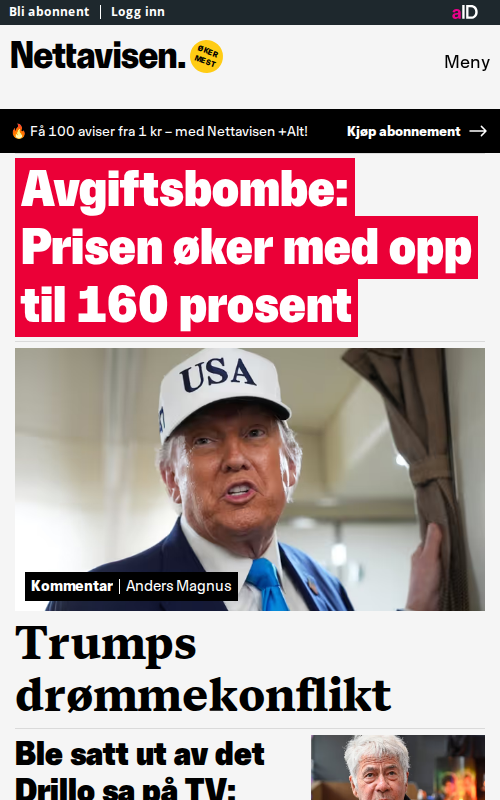 Bli abonnent | Logg inn
aID
Nettavisen.
ØKER
MEST
Meny
🔥 Få 100 aviser fra 1 kr – med Nettavisen +Alt!
Kjøp abonnement →
Avgiftsbombe:
Prisen øker med opp
til 160 prosent
USA
Kommentar | Anders Magnus
Trumps
drømmekonflikt
Ble satt ut av det
Drillo sa på TV: